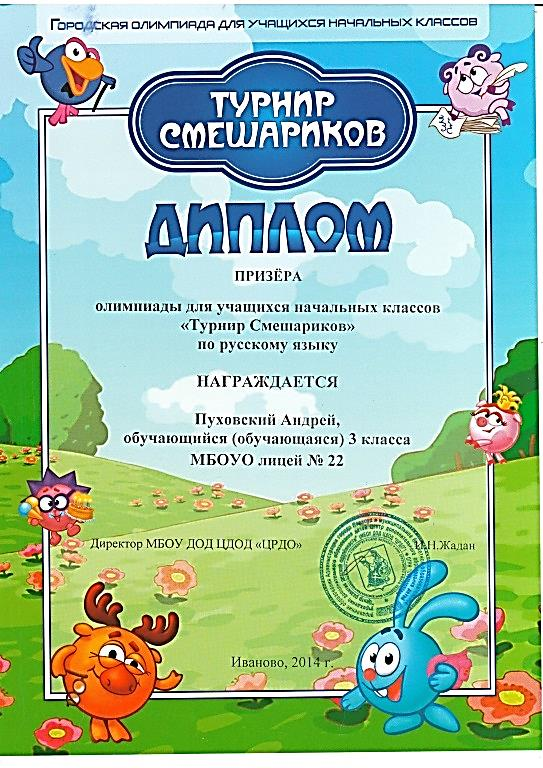 Городская олимпиада для учащихся начальных классов
ТУРНИР
СМЕШАРИКОВ
ДИПЛОМ
ПРИЗЁРА
олимпиады для учащихся начальных классов
«Турнир Смешариков»
по русскому языку
НАГРАЖДАЕТСЯ
Пуховский Андрей,
обучающийся (обучающаяся) 3 класса
МБОУО лицей № 22
Директор МБОУ ДОД ЦДОД «ЦРДО» И.Н.Жадан
Иваново, 2014 г.